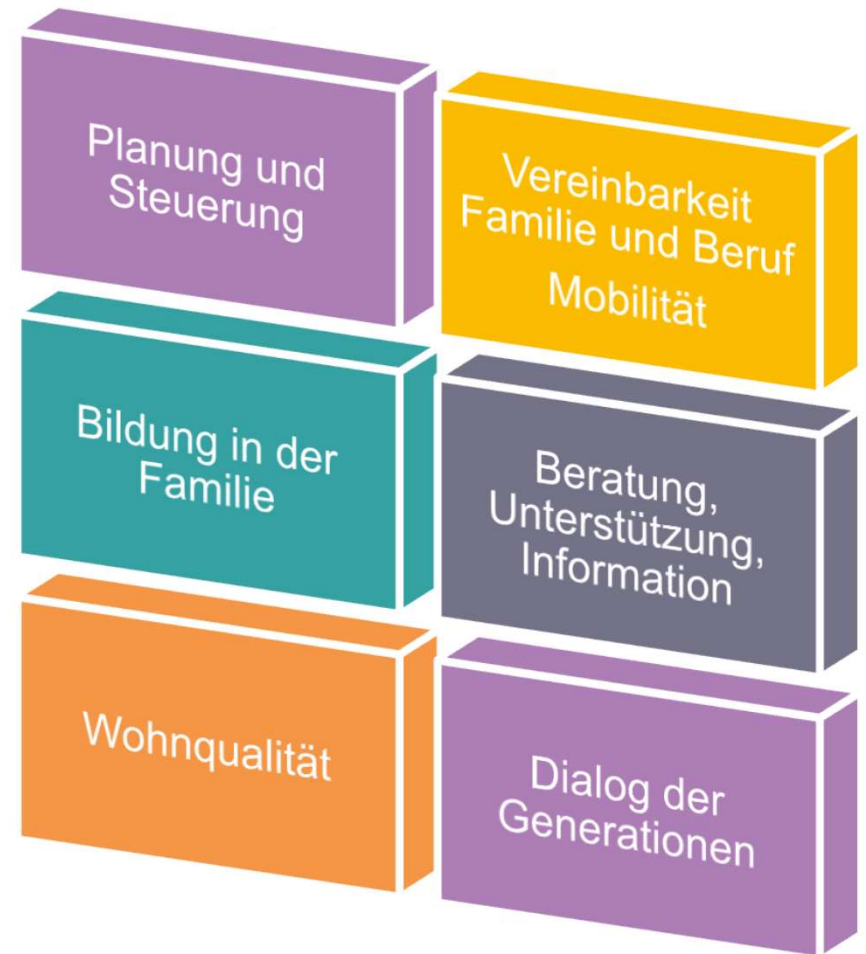 Planung und
Steuerung
Vereinbarkeit
Familie und Beruf
Mobilität
Bildung in der
Familie
Beratung,
Unterstützung,
Information
Wohnqualität
Dialog der
Generationen